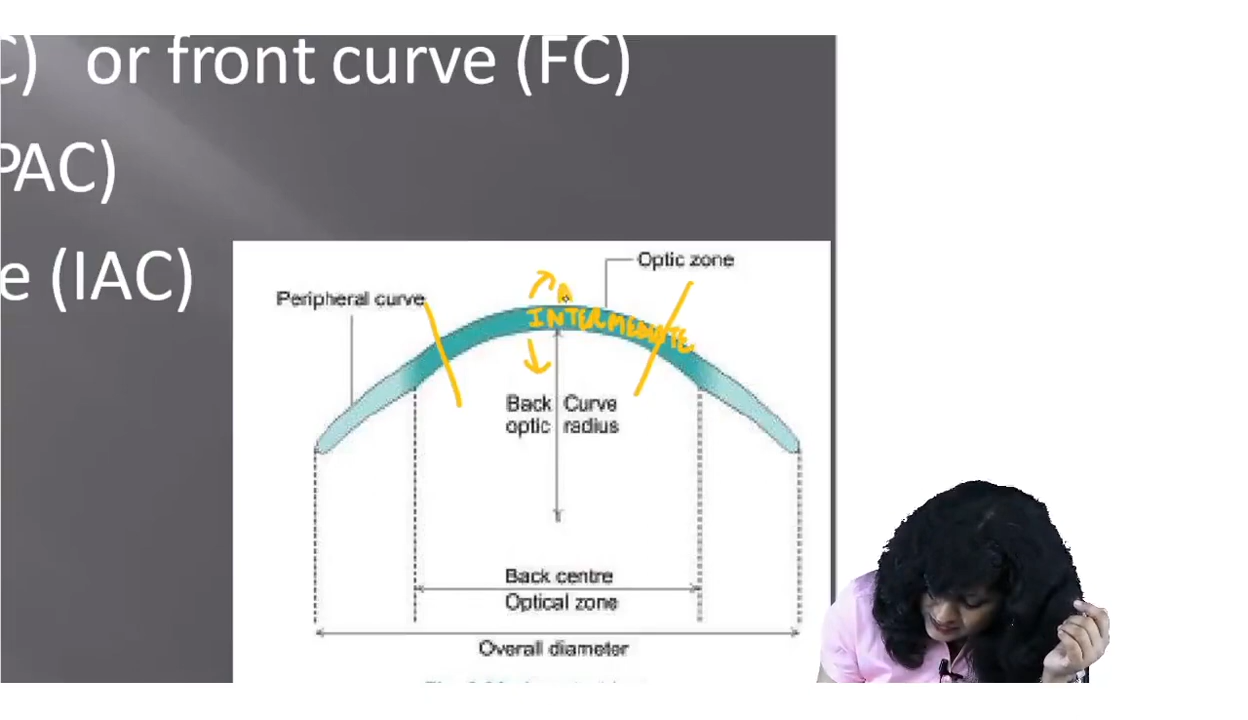 C) or front curve (FC)
PAC)
e (IAC)
Optic zone
Peripheral curve
A
INTERMEDIATE
Back Curve
optic radius
Back centre
Optical zone
Overall diameter